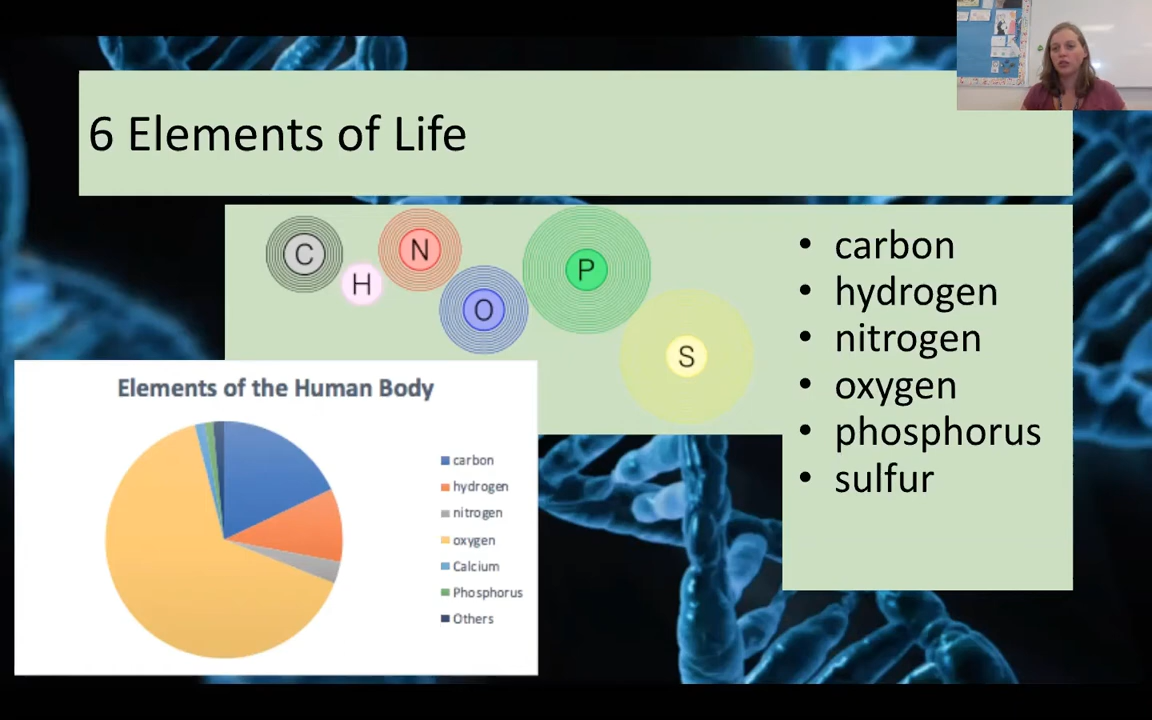 6 Elements of Life
C
H
N
O
P
S
• carbon
• hydrogen
• nitrogen
• oxygen
• phosphorus
• sulfur
Elements of the Human Body
carbon
hydrogen
nitrogen
oxygen
Calcium
Phosphorus
Others